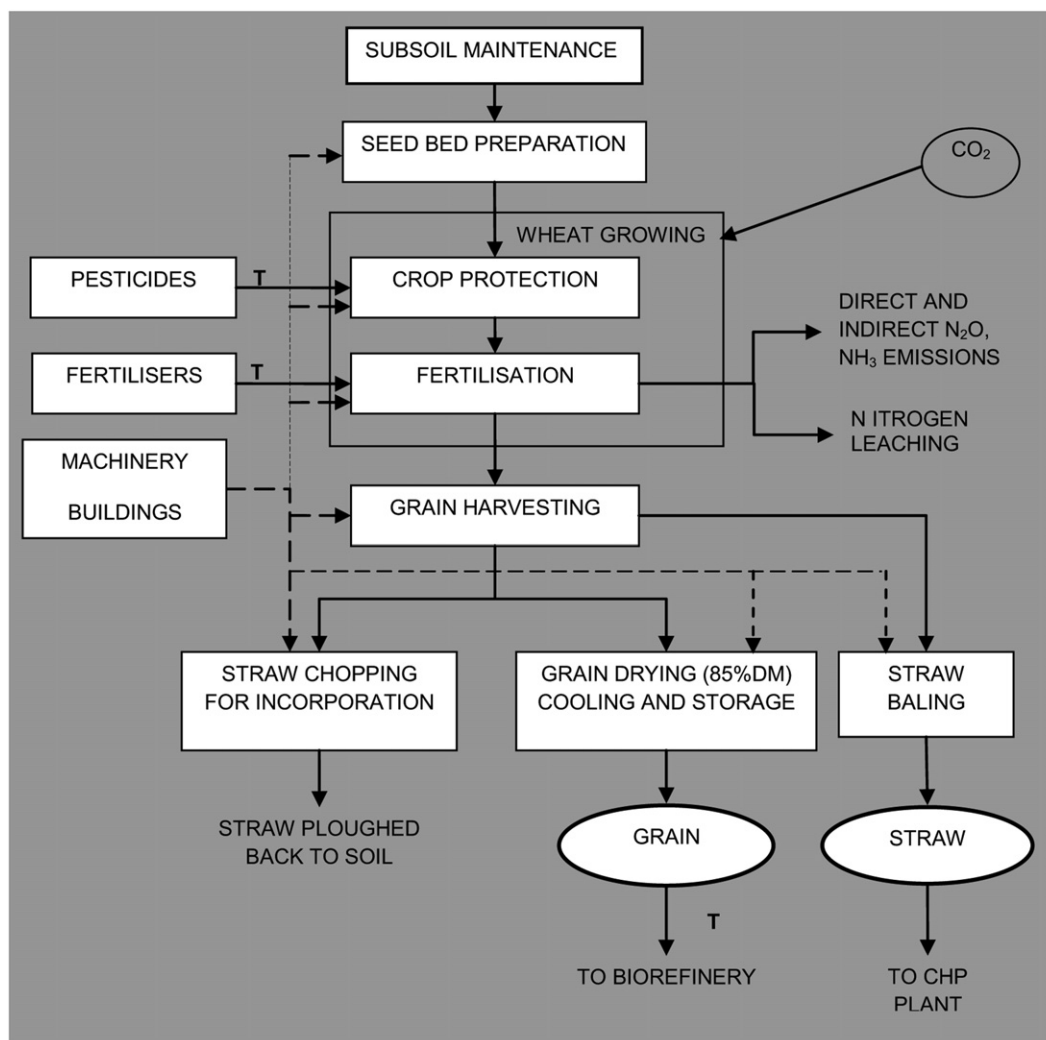 SUBSOIL MAINTENANCE
SEED BED PREPARATION
CO₂
WHEAT GROWING
PESTICIDES
T
CROP PROTECTION
DIRECT AND
INDIRECT N₂O,
NH₃ EMISSIONS
FERTILISERS
T
FERTILISATION
N ITROGEN
LEACHING
MACHINERY
BUILDINGS
GRAIN HARVESTING
STRAW CHOPPING
FOR INCORPORATION
GRAIN DRYING (85%DM)
COOLING AND STORAGE
STRAW
BALING
STRAW PLOUGHED
BACK TO SOIL
GRAIN
STRAW
T
TO BIOREFINERY
TO CHP
PLANT